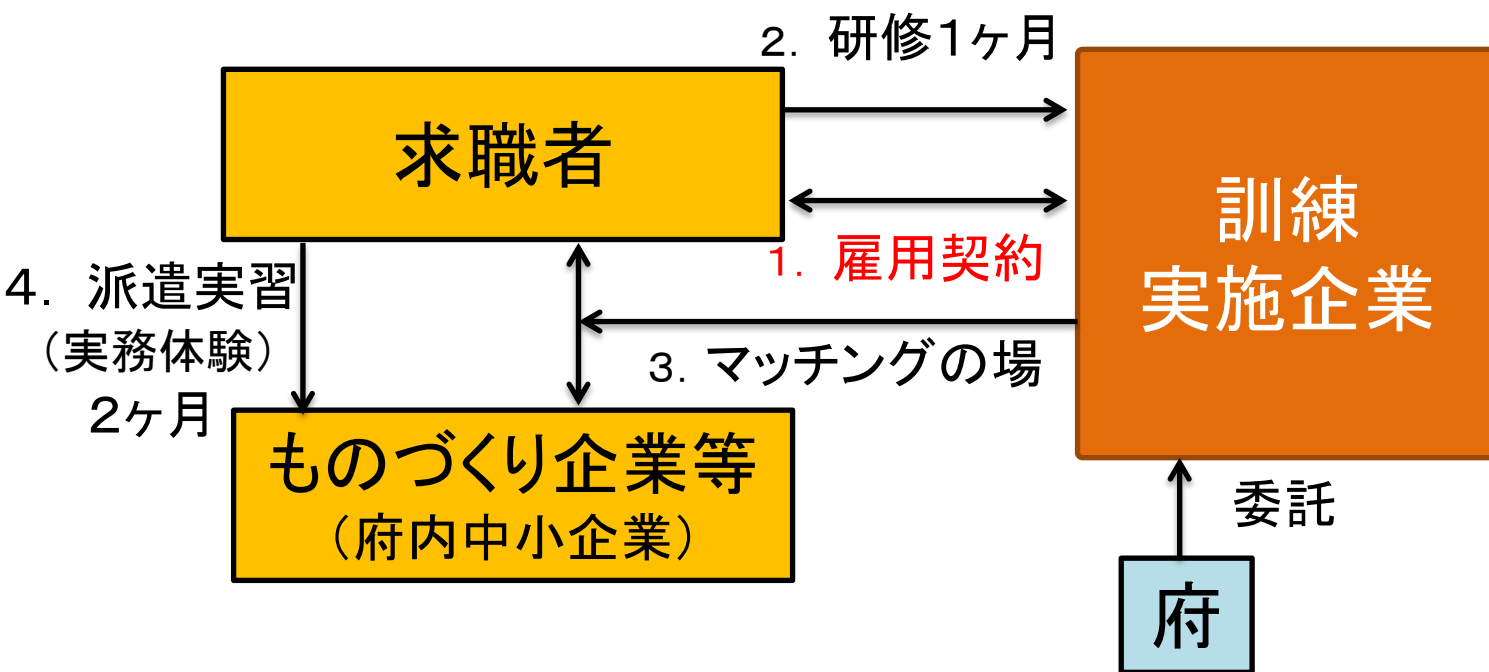 2. 研修１ヶ月
求職者
訓練
実施企業
1. 雇用契約
4. 派遣実習
（実務体験）
２ヶ月
3. マッチングの場
ものづくり企業等
（府内中小企業）
委託
府